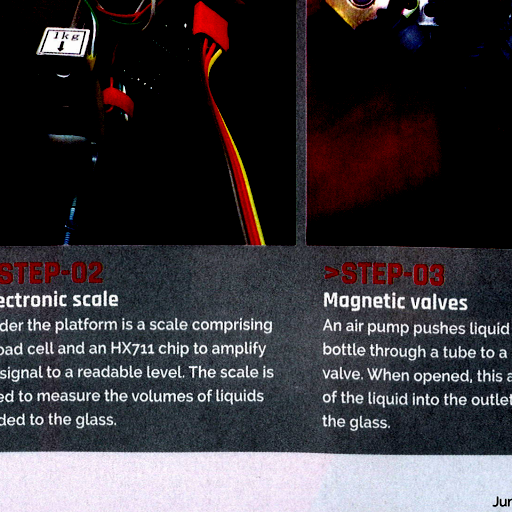 1kg
STEP-02
ectronic scale
der the platform is a scale comprising
oad cell and an HX711 chip to amplify
signal to a readable level. The scale is
ed to measure the volumes of liquids
ded to the glass.
>STEP-03
Magnetic valves
An air pump pushes liquid
bottle through a tube to a
valve. When opened, this a
of the liquid into the outlet
the glass.
Jun